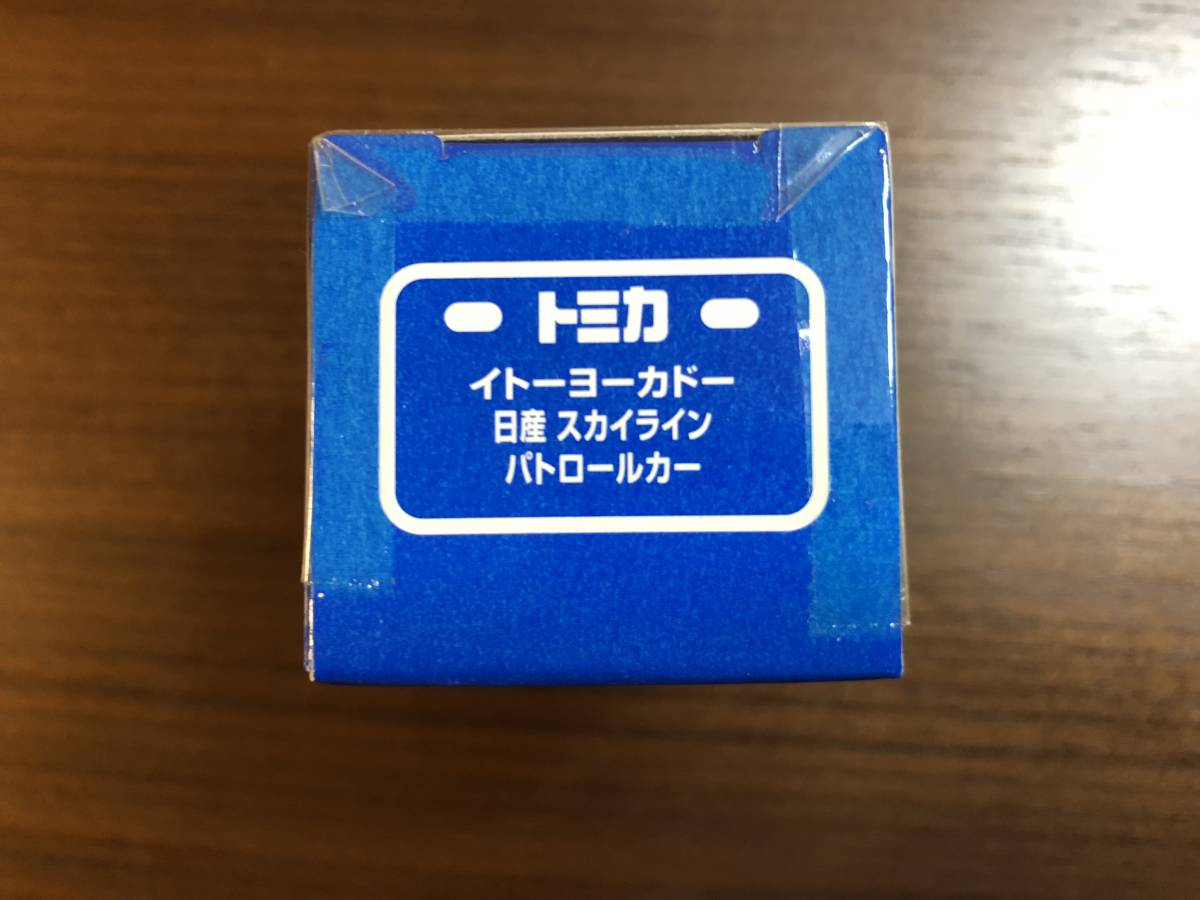 トミカ
イトーヨーカドー
日産 スカイライン
パトロールカー